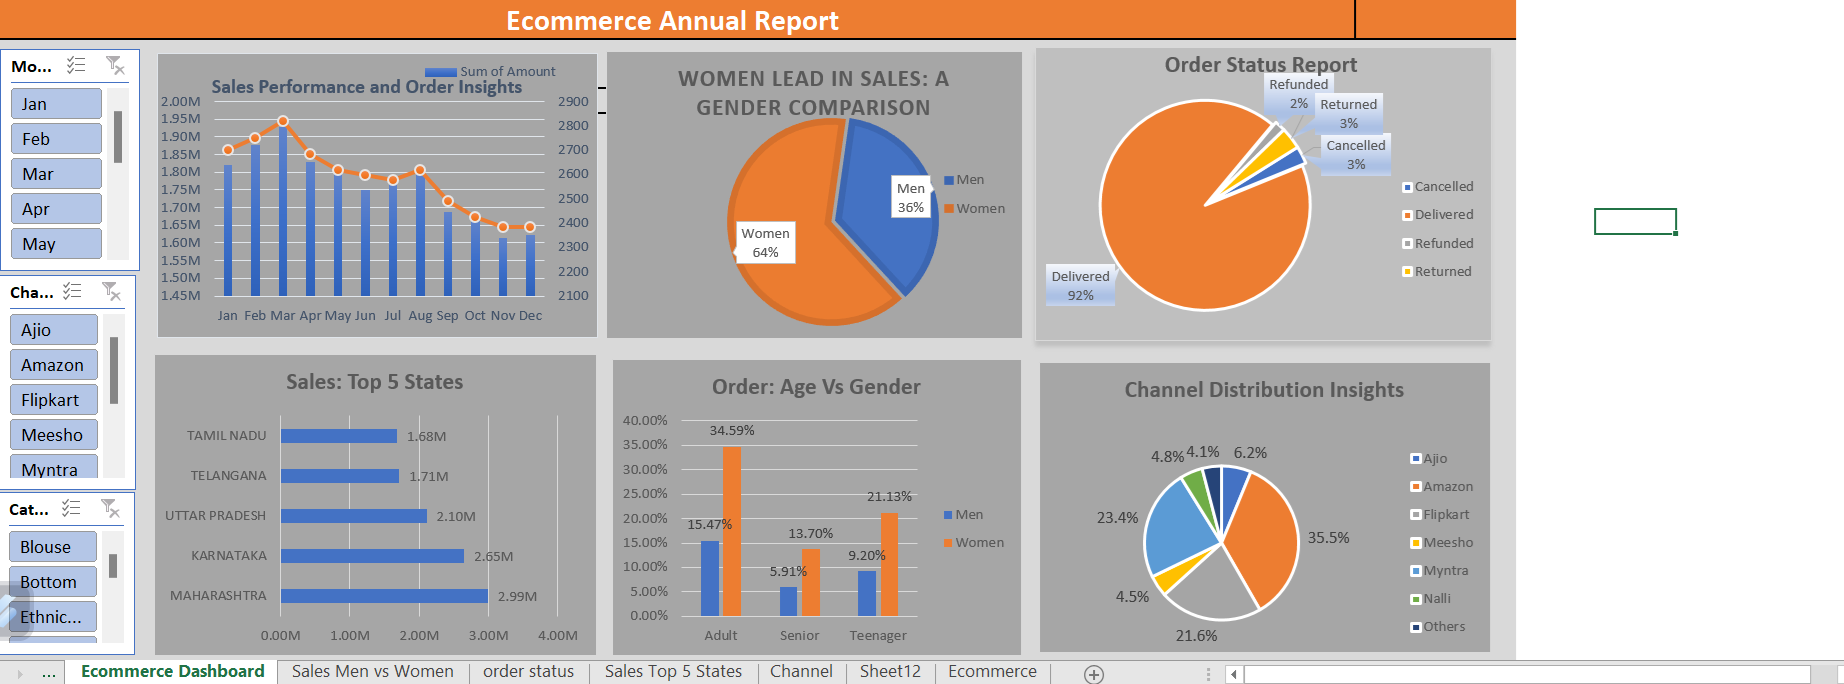 Ecommerce Annual Report
Mo...
Jan
Feb
Mar
Apr
May
Cha...
Ajio
Amazon
Flipkart
Meesho
Myntra
Cat...
Blouse
Bottom
Ethnic...
Sum of Amount
Sales Performance and Order Insights
2.00M
1.95M
1.90M
1.85M
1.80M
1.75M
1.70M
1.65M
1.60M
1.55M
1.50M
1.45M
2900
2800
2700
2600
2500
2400
2300
2200
2100
Jan Feb Mar Apr May Jun Jul Aug Sep Oct Nov Dec
WOMEN LEAD IN SALES: A
GENDER COMPARISON
Men
36%
Women
64%
Men
Women
Order Status Report
Refunded
2%
Returned
3%
Cancelled
3%
Delivered
92%
Cancelled
Delivered
Refunded
Returned
Sales: Top 5 States
TAMIL NADU 1.68M
TELANGANA 1.71M
UTTAR PRADESH 2.10M
KARNATAKA 2.65M
MAHARASHTRA 2.99M
0.00M 1.00M 2.00M 3.00M 4.00M
Order: Age Vs Gender
40.00%
35.00%
30.00%
25.00%
20.00%
15.00%
10.00%
5.00%
0.00%
34.59%
15.47%
13.70%
5.91%
21.13%
9.20%
Adult Senior Teenager
Men
Women
Channel Distribution Insights
4.8% 4.1% 6.2%
23.4%
35.5%
4.5%
21.6%
Ajio
Amazon
Flipkart
Meesho
Myntra
Nalli
Others
... Ecommerce Dashboard Sales Men vs Women order status Sales Top 5 States Channel Sheet12 Ecommerce